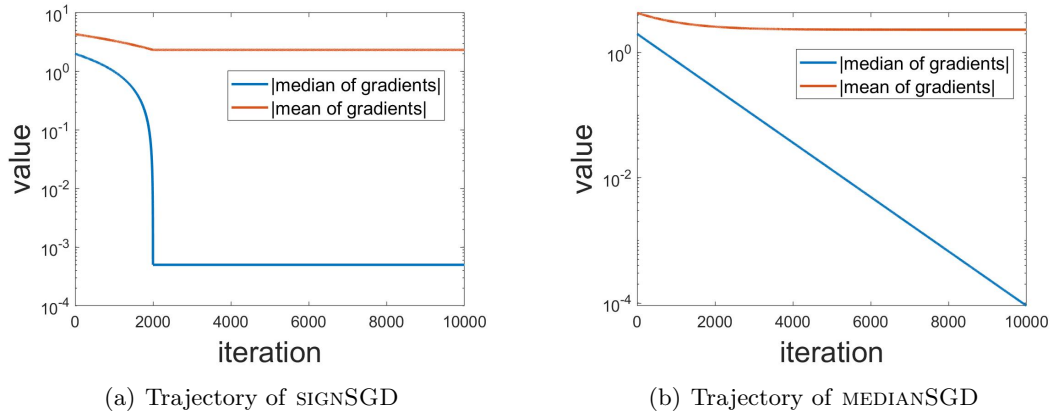 10^1
10^0
10^-1
10^-2
10^-3
10^-4
value
|median of gradients|
|mean of gradients|
0 2000 4000 6000 8000 10000
iteration
(a) Trajectory of SIGNSGD
10^0
10^-2
10^-4
value
|median of gradients|
|mean of gradients|
0 2000 4000 6000 8000 10000
iteration
(b) Trajectory of MEDIANSGD